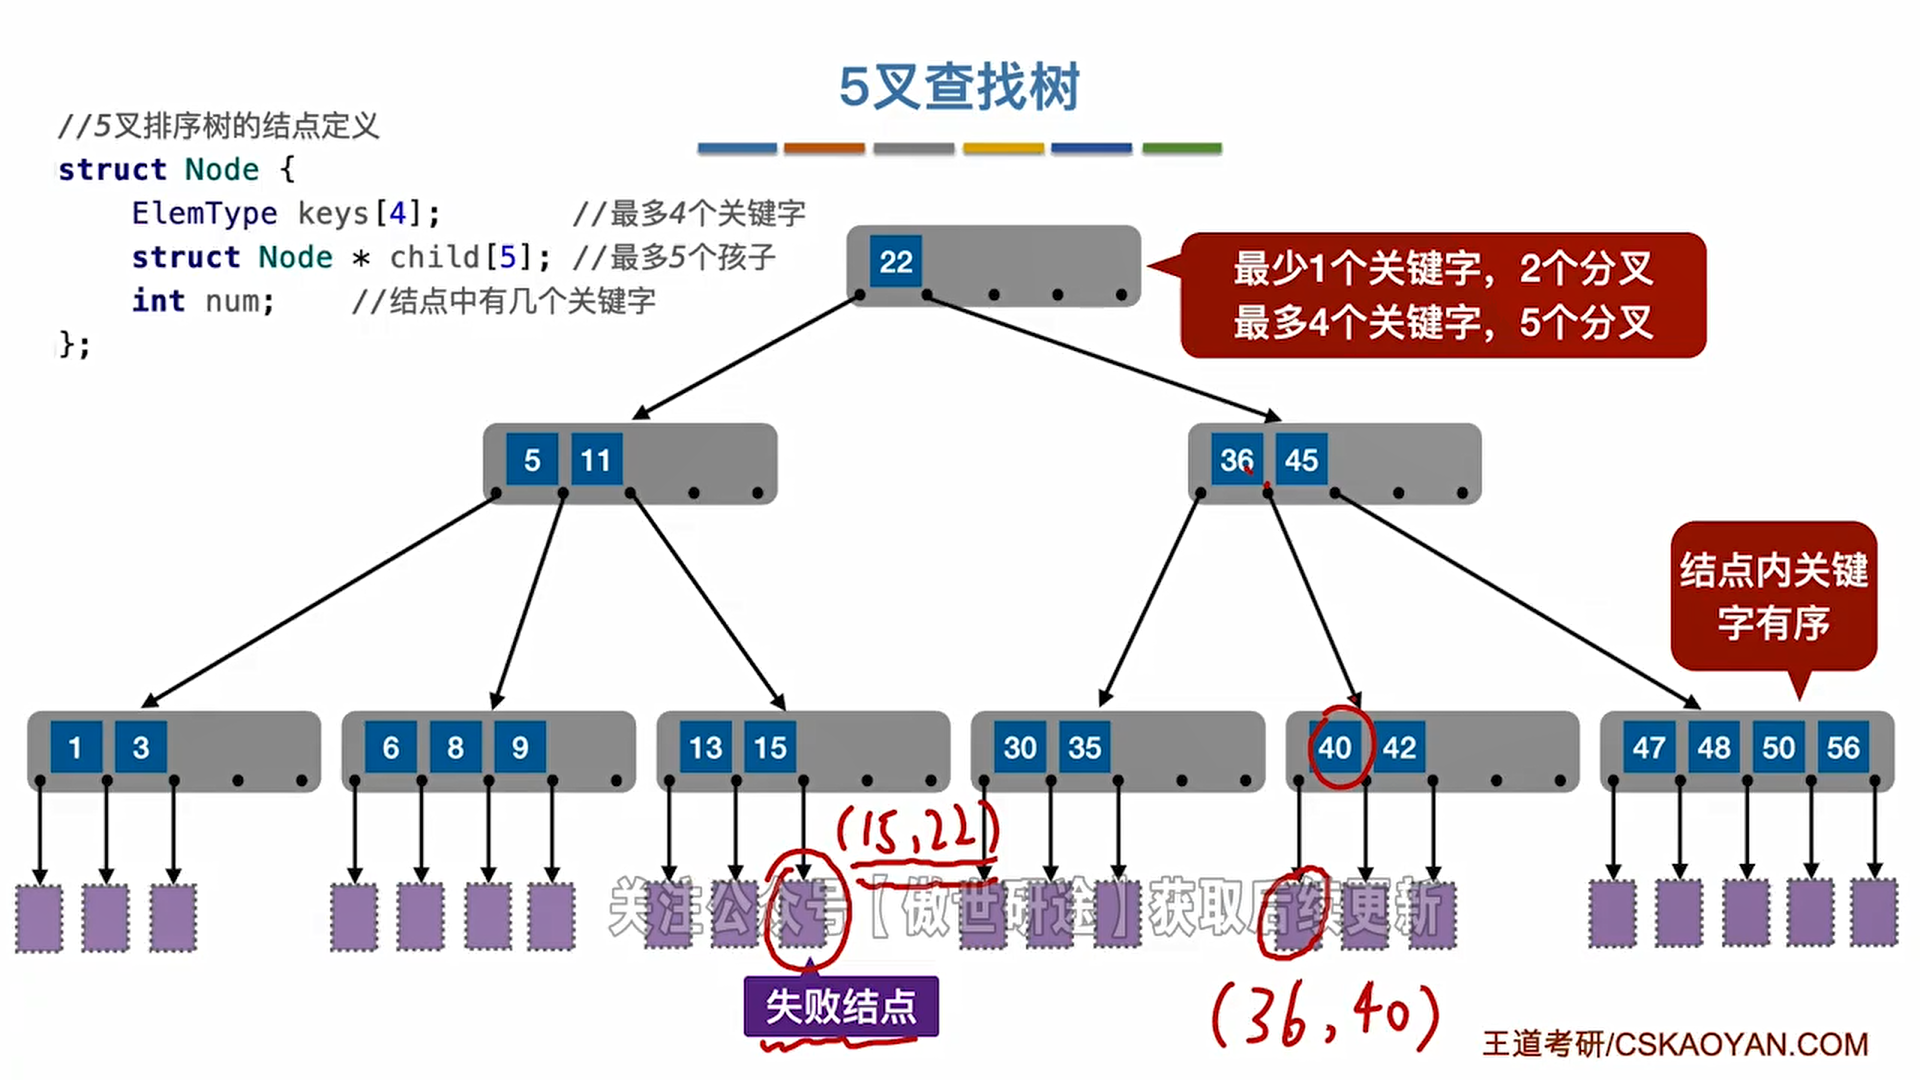 5叉查找树
//5叉排序树的结点定义
struct Node {
ElemType keys[4]; //最多4个关键字
struct Node * child[5]; //最多5个孩子
int num; //结点中有几个关键字
};
22
最少1个关键字，2个分叉
最多4个关键字，5个分叉
5 11
36 45
结点内关键
字有序
1 3
6 8 9
13 15
30 35
40 42
47 48 50 56
(15,22)
关注公众号【傲世研途】获取后续更新
失败结点
(36,40)
王道考研/CSKAOYAN.COM